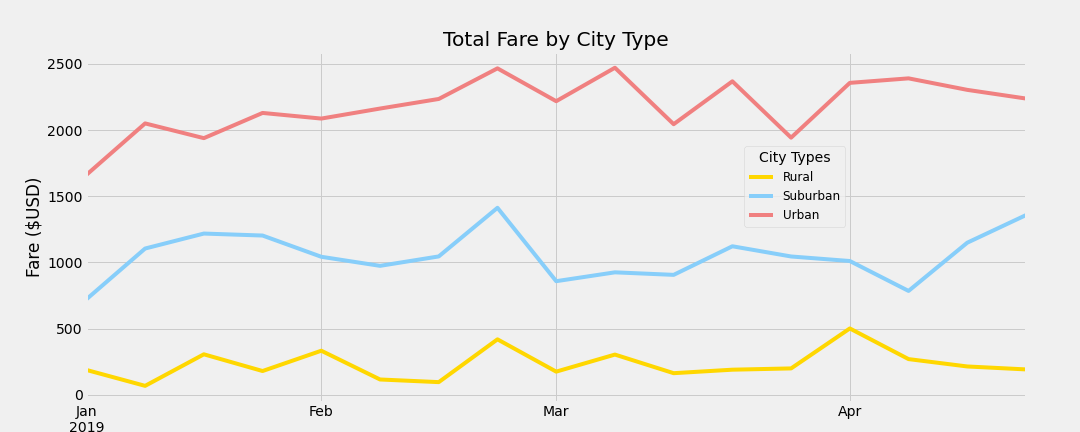 Total Fare by City Type
Fare ($USD)
2500
2000
1500
1000
500
0
City Types
Rural
Suburban
Urban
Jan
2019
Feb
Mar
Apr